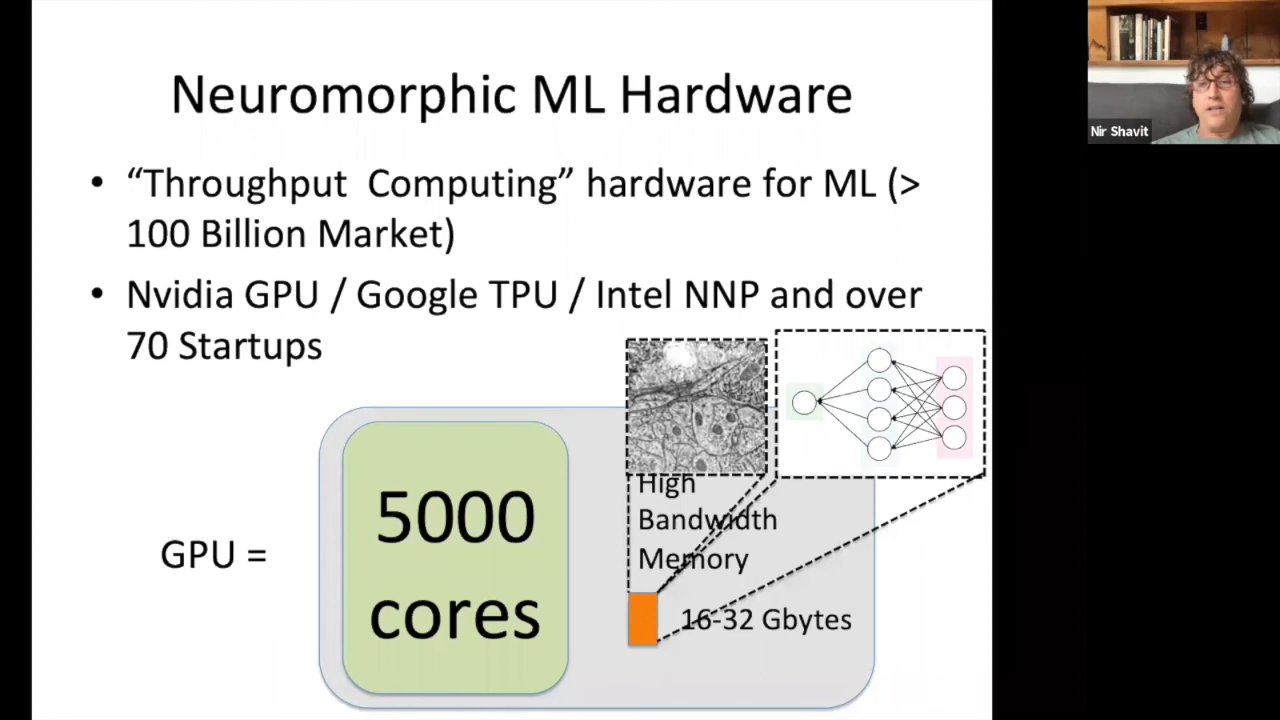 Neuromorphic ML Hardware
• “Throughput Computing” hardware for ML (>
100 Billion Market)
• Nvidia GPU / Google TPU / Intel NNP and over
70 Startups
GPU =
5000
cores
High
Bandwidth
Memory
16-32 Gbytes
Nir Shavit